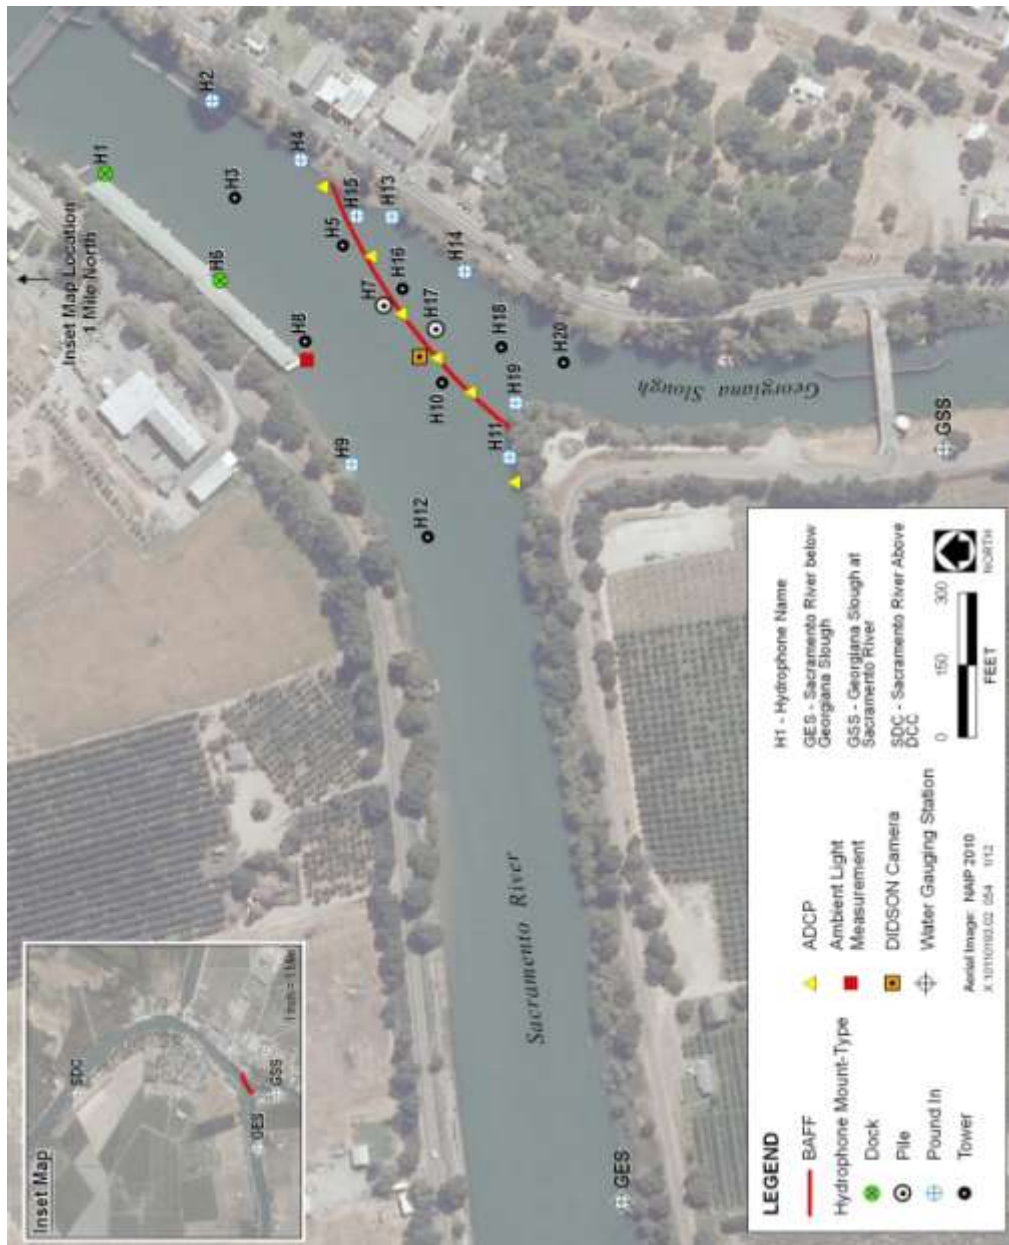 Inset Map Location
1 Mile North
H1
H2
H3
H4
H5
H6
H7
H8
H9
H10
H11
H12
H13
H14
H15
H16
H17
H18
H19
H20
Georgiana Slough
GSS
Sacramento River
GES
Inset Map
SDC
GES
GSS
1 Inch = 1 Mile
LEGEND
BAFF
Hydrophone Mount-Type
Dock
Pile
Pound In
Tower
ADCP
Ambient Light
Measurement
DIDSON Camera
Water Gauging Station
Aerial Image: NAIP 2010
H1 - Hydrophone Name
GES - Sacramento River below
Georgiana Slough
GSS - Georgiana Slough at
Sacramento River
SDC - Sacramento River Above
DCC
0 150 300
FEET
NORTH